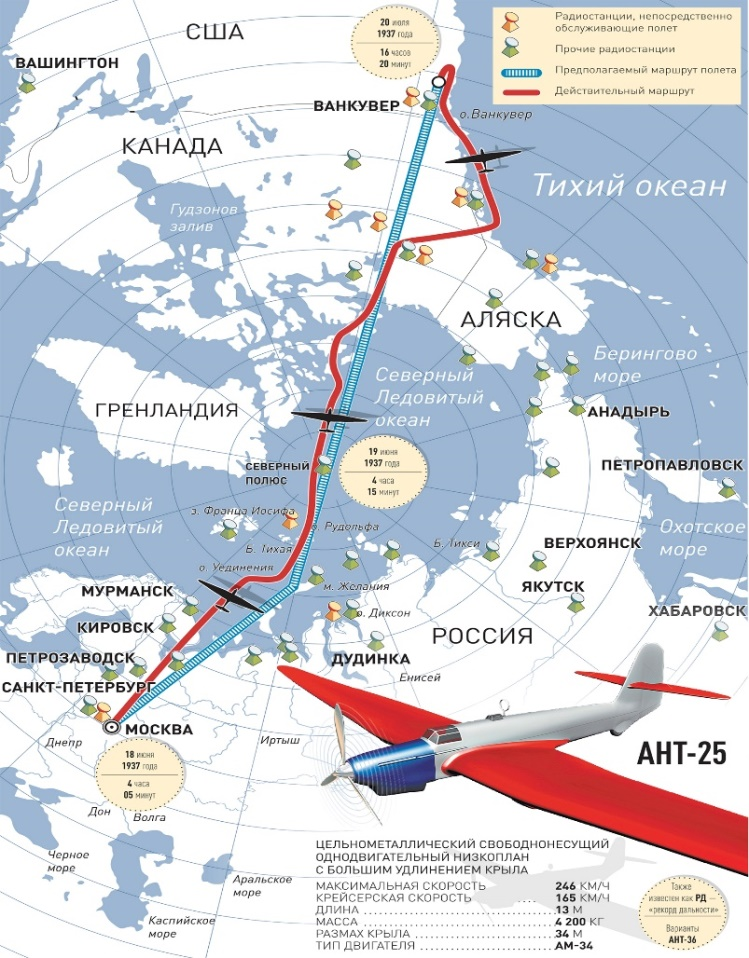 США
20 июля
1937 года
16 часов
20 минут
Радиостанции, непосредственно
обслуживающие полет
Прочие радиостанции
Предполагаемый маршрут полета
Действительный маршрут
ВАШИНГТОН
ВАНКУВЕР
о.Ванкувер
КАНАДА
Тихий океан
Гудзонов
залив
АЛЯСКА
Берингово
море
Северный
Ледовитый
океан
ГРЕНЛАНДИЯ
АНАДЫРЬ
19 июня
1937 года
4 часа
15 минут
СЕВЕРНЫЙ
ПОЛЮС
ПЕТРОПАВЛОВСК
Северный
Ледовитый
океан
з. Франца Иосифа
о. Рудольфа
Охотское
море
Б. Тихая
Б. Тикси
ВЕРХОЯНСК
о. Уединения
м. Желания
ЯКУТСК
МУРМАНСК
о. Диксон
ХАБАРОВСК
КИРОВСК
РОССИЯ
ПЕТРОЗАВОДСК
ДУДИНКА
Енисей
САНКТ-ПЕТЕРБУРГ
МОСКВА
Днепр
Иртыш
АНТ-25
18 июня
1937 года
4 часа
05 минут
Дон
Волга
Черное
море
Аральское
море
Каспийское
море
ЦЕЛЬНОМЕТАЛЛИЧЕСКИЙ СВОБОДНОНЕСУЩИЙ
ОДНОДВИГАТЕЛЬНЫЙ НИЗКОПЛАН
С БОЛЬШИМ УДЛИНЕНИЕМ КРЫЛА
МАКСИМАЛЬНАЯ СКОРОСТЬ 246 КМ/Ч
КРЕЙСЕРСКАЯ СКОРОСТЬ 165 КМ/Ч
ДЛИНА 13 М
МАССА 4 200 КГ
РАЗМАХ КРЫЛА 34 М
ТИП ДВИГАТЕЛЯ АМ-34
Также
известен как РД —
«рекорд дальности»
Варианты
АНТ-36